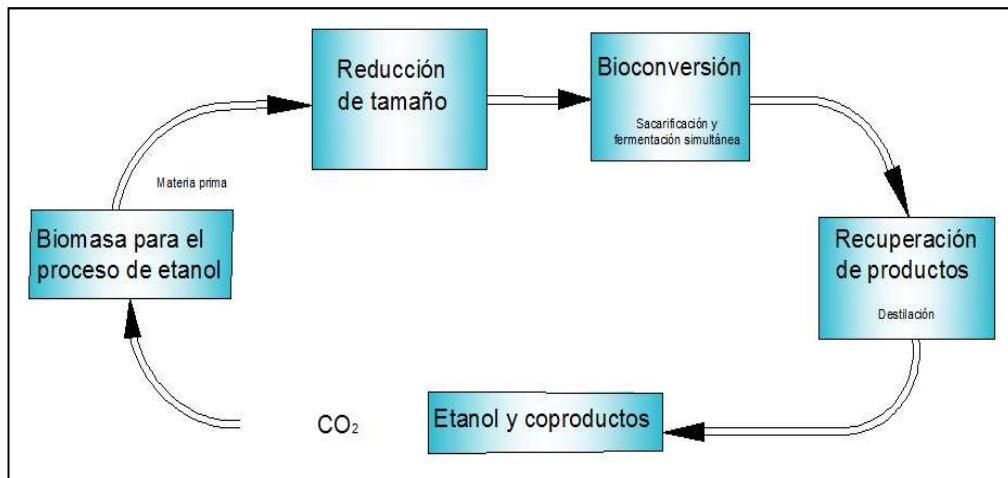 Reducción
de tamaño
Bioconversión
Sacarificación y
fermentación simultánea
Materia prima
Biomasa para el
proceso de etanol
Recuperación
de productos
Destilación
Etanol y coproductos
CO₂